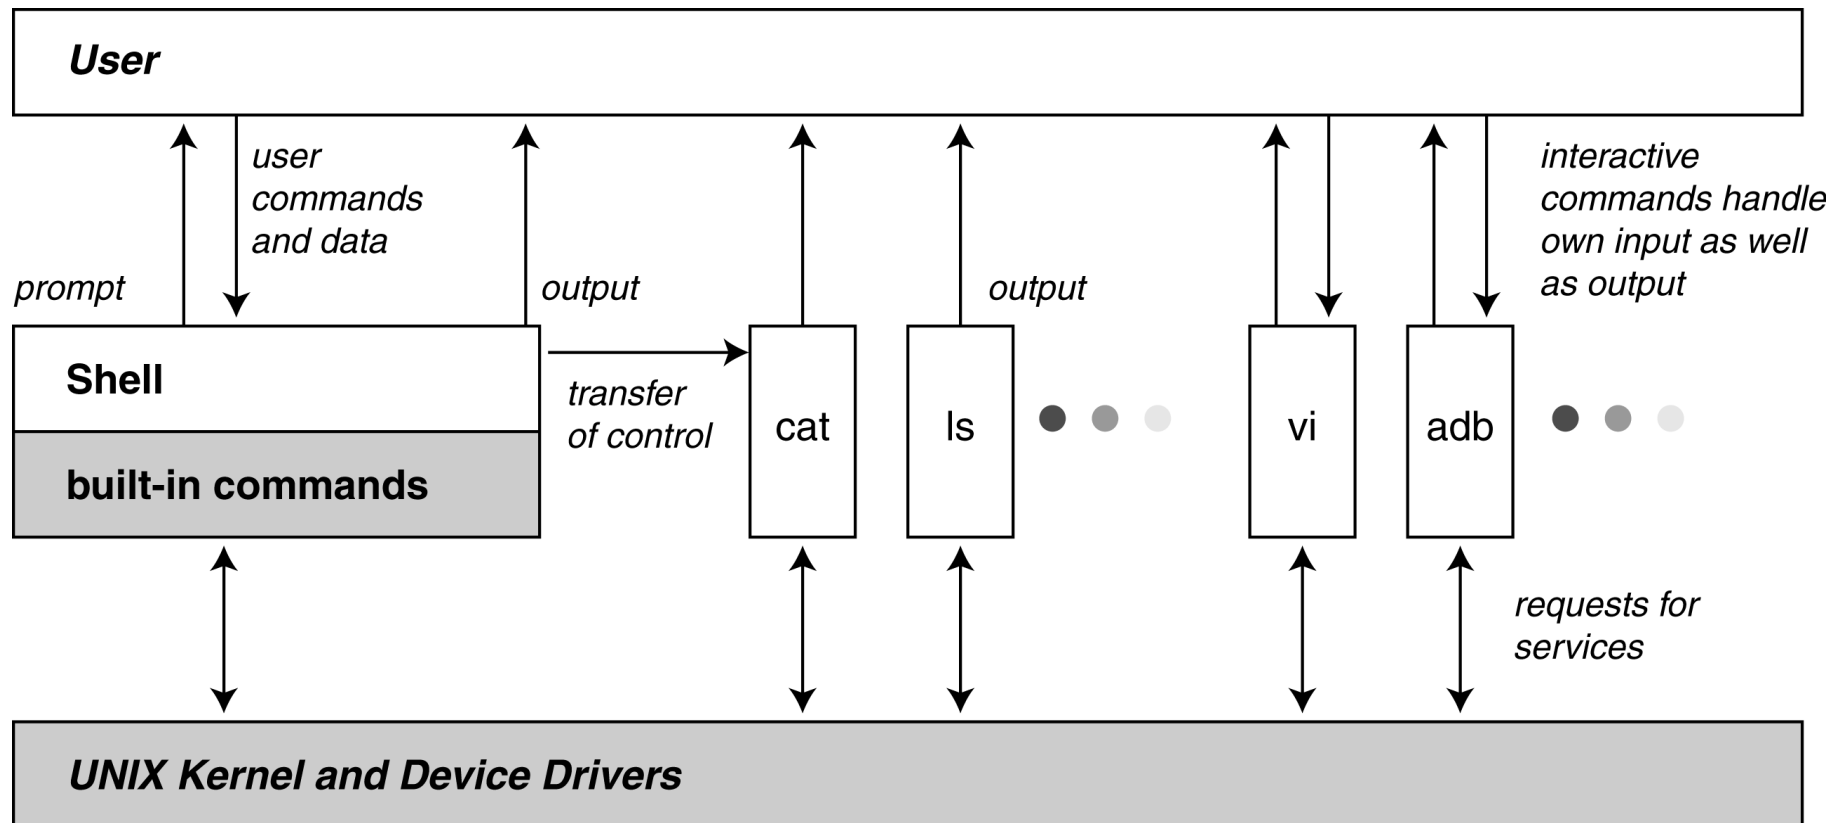 User
user
commands
and data
interactive
commands handle
own input as well
as output
prompt
output
output
Shell
transfer
of control
cat
ls
vi
adb
built-in commands
requests for
services
UNIX Kernel and Device Drivers